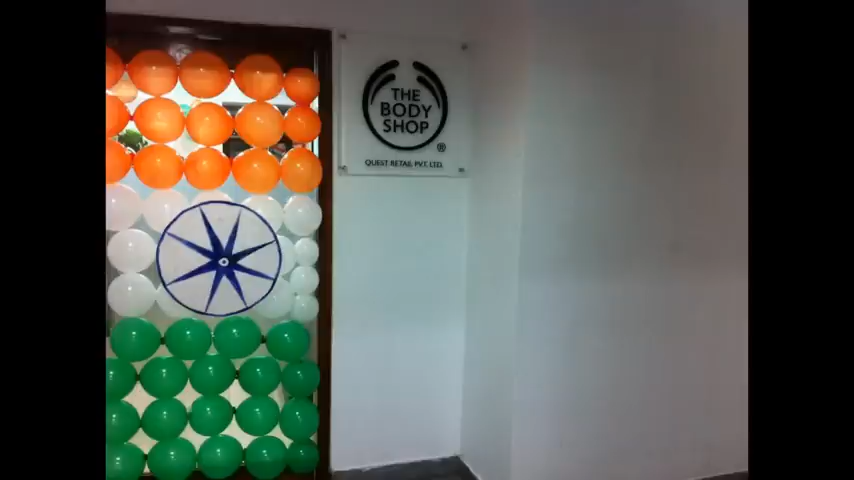 THE
BODY
SHOP
®
QUEST RETAIL PVT. LTD.